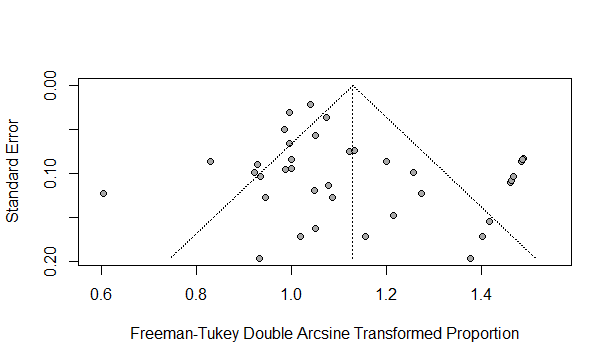 0.00
0.10
0.20
Standard Error
0.6 0.8 1.0 1.2 1.4
Freeman-Tukey Double Arcsine Transformed Proportion